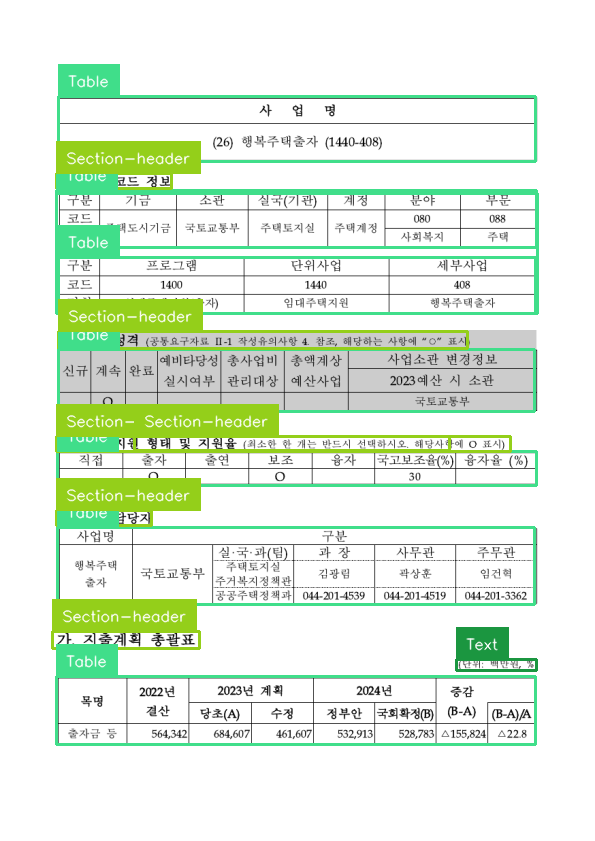 Table
사 업 명
(26) 행복주택출자 (1440-408)
Section-header
Table
코드 정보
구분 기금 소관 실국(기관) 계정 분야 부문
코드 국토교통부 주택토지실 주택계정 080 088
사회복지 주택
Table
구분 프로그램 단위사업 세부사업
코드 1400 1440 408
임대주택지원 행복주택출자
Section-header
Table
(공통요구자료 Ⅱ-1 작성유의사항 4. 참조, 해당하는 사항에 "○" 표시)
신규 계속 완료 예비타당성 실시여부 총사업비 관리대상 총액계상 예산사업 사업소관 변경정보
2023예산 시 소관
국토교통부
Section- Section-header
Table
지원 형태 및 지원율 (최소한 한 개는 반드시 선택하시오. 해당사항에 O 표시)
직접 출자 출연 보조 융자 국고보조율(%) 융자율 (%)
O O 30
Section-header
Table
담당자
사업명 구분
행복주택 출자 국토교통부 실·국·과(팀) 과 장 사무관 주무관
주택토지실 주거복지정책관 김광림 곽상훈 임건혁
공공주택정책과 044-201-4539 044-201-4519 044-201-3362
Section-header
가. 지출계획 총괄표
Text
(단위: 백만원, %
Table
목명 2022년 결산 2023년 계획 2024년 증감 (B-A)
당초(A) 수정 정부안 국회확정(B) (B-A)/A
출자금 등 564,342 684,607 461,607 532,913 528,783 △155,824 △22.8